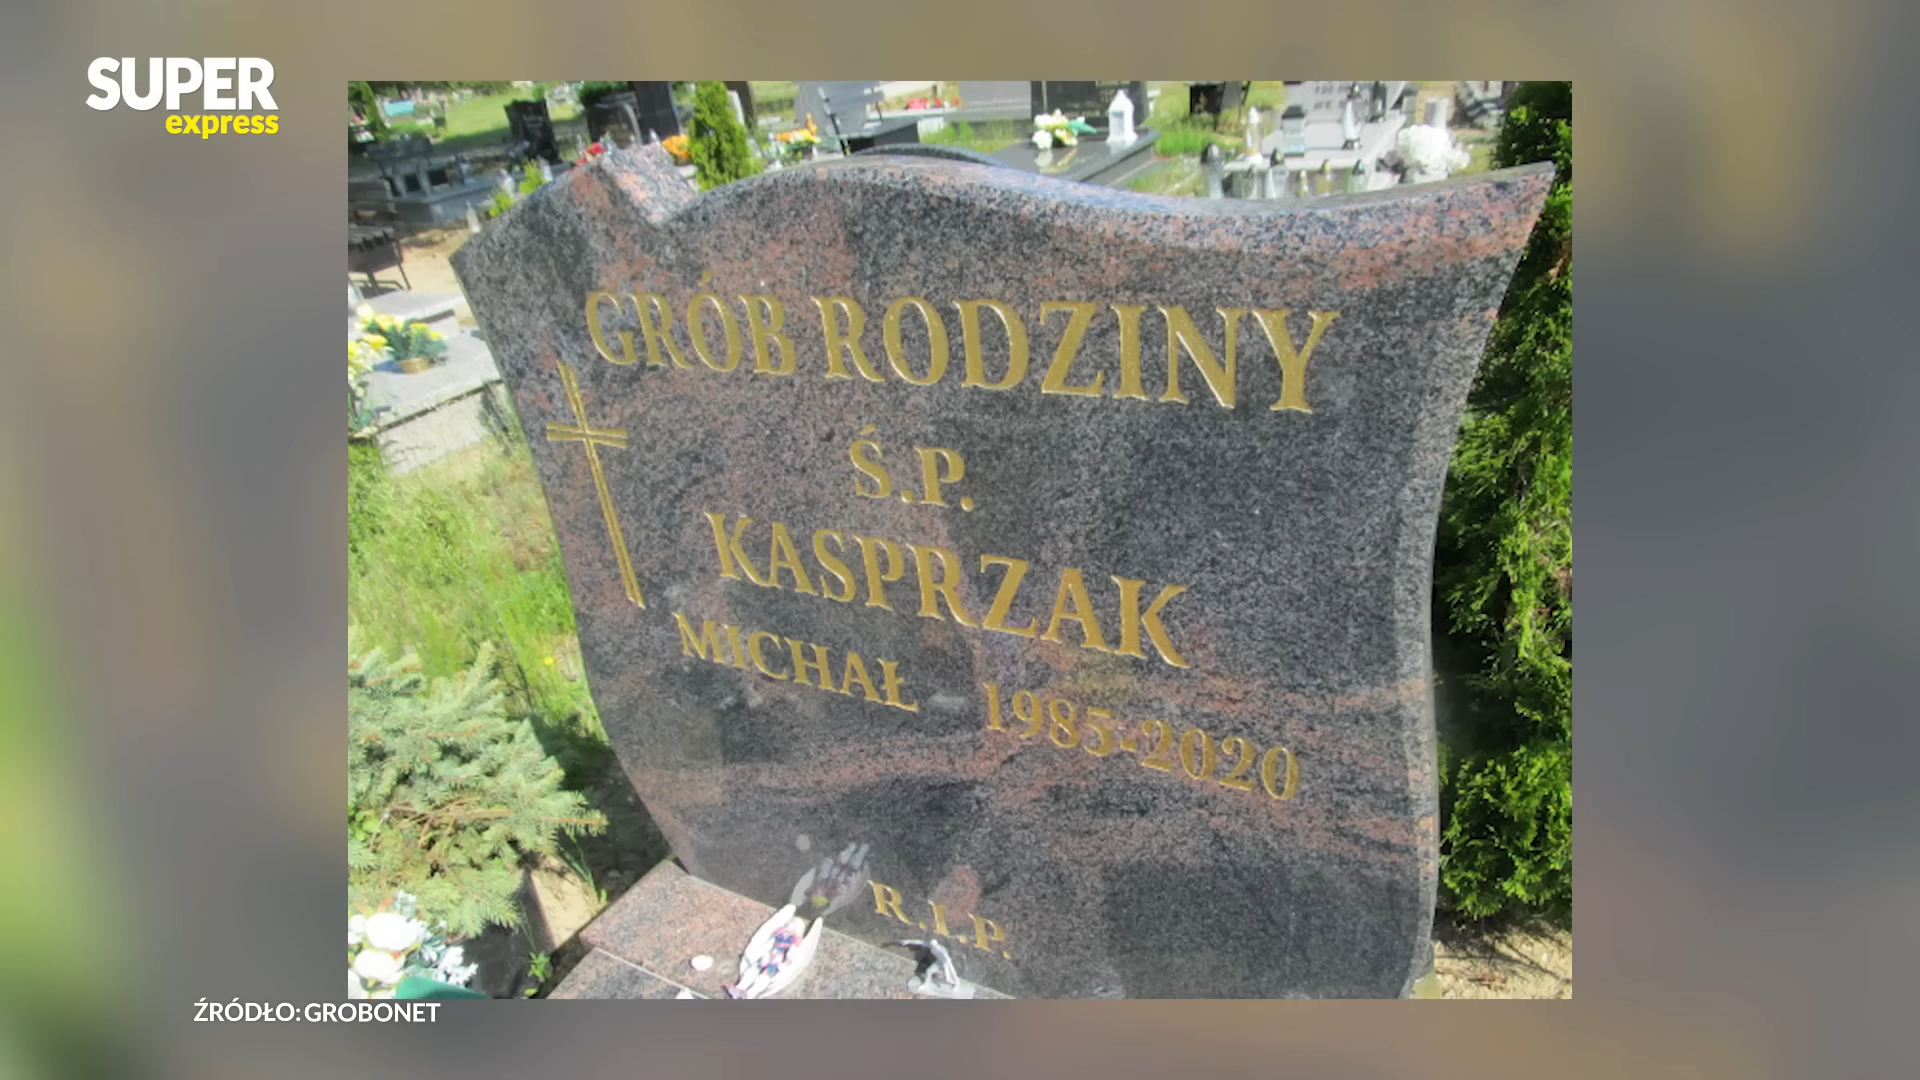 SUPER
express
GRÓB RODZINY
Ś.P.
KASPRZAK
MICHAŁ 1985-2020
R.I.P.
ŹRÓDŁO: GROBONET